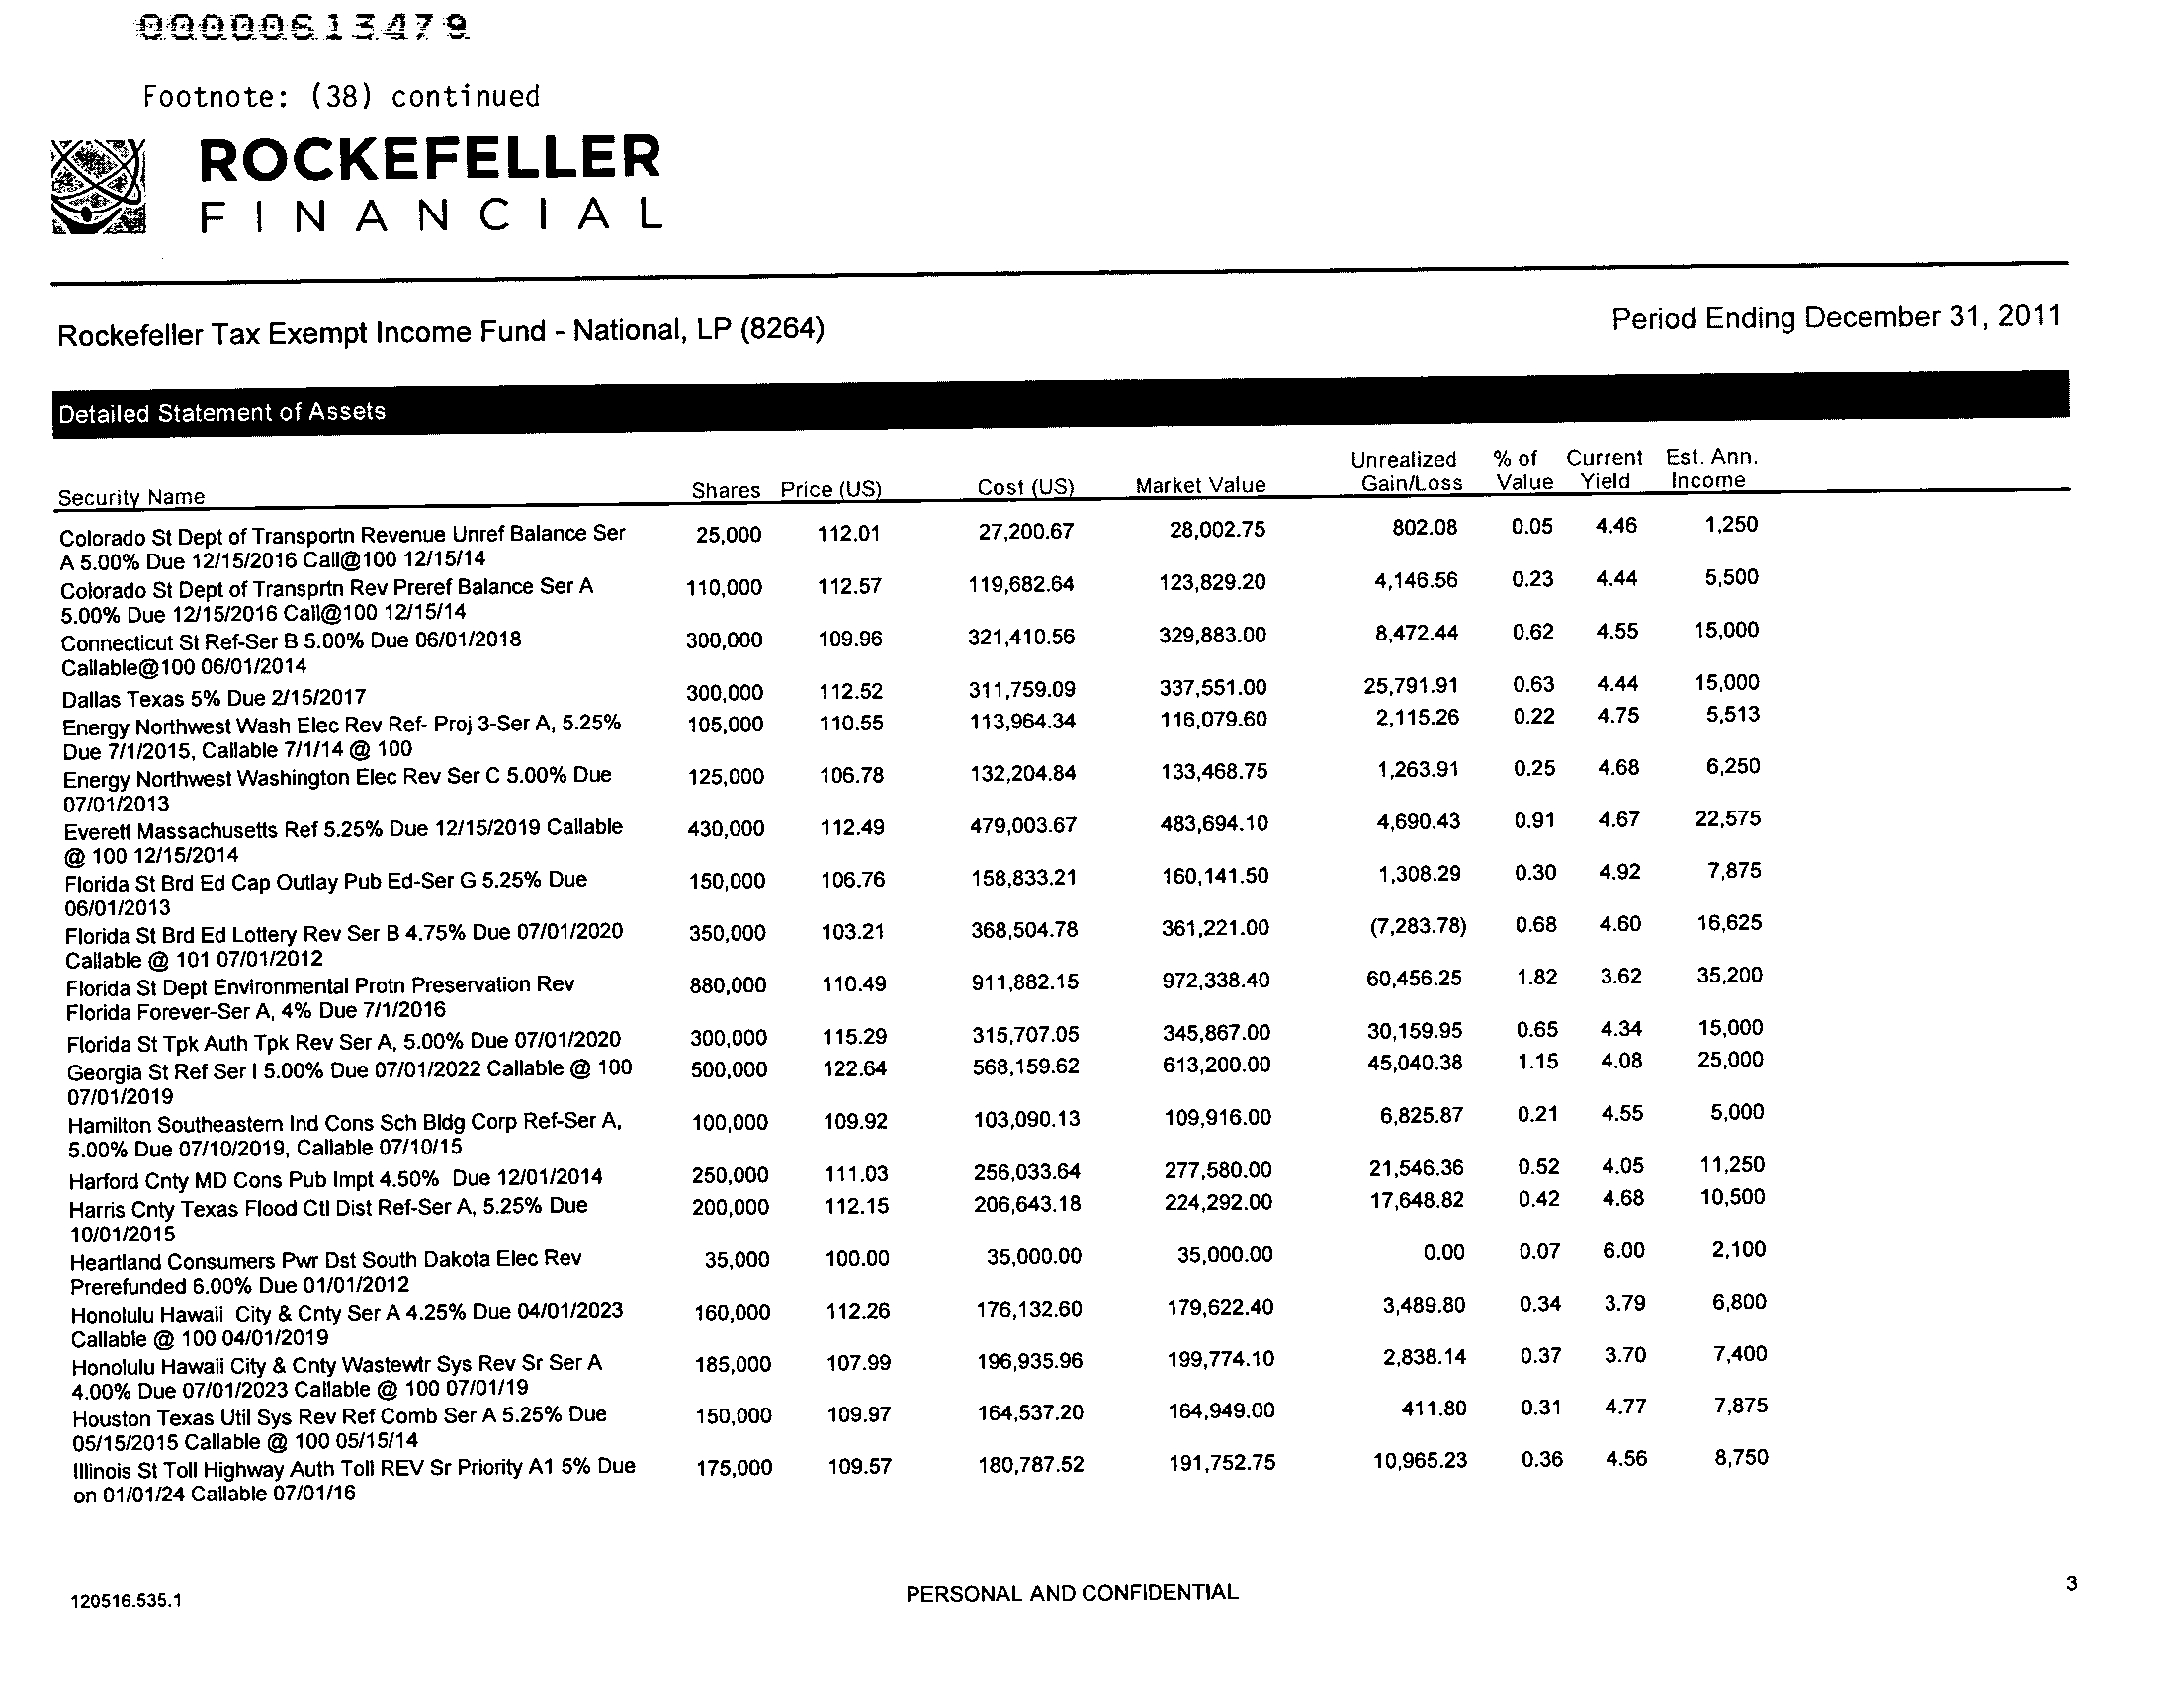 00000613479
Footnote: (38) continued
ROCKEFELLER
FINANCIAL
Rockefeller Tax Exempt Income Fund - National, LP (8264) Period Ending December 31, 2011
Detailed Statement of Assets
Unrealized % of Current Est. Ann.
Security Name Shares Price (US) Cost (US) Market Value Gain/Loss Value Yield Income
Colorado St Dept of Transportn Revenue Unref Balance Ser 25,000 112.01 27,200.67 28,002.75 802.08 0.05 4.46 1,250
A 5.00% Due 12/15/2016 Call@100 12/15/14
Colorado St Dept of Transprtn Rev Preref Balance Ser A 110,000 112.57 119,682.64 123,829.20 4,146.56 0.23 4.44 5,500
5.00% Due 12/15/2016 Call@100 12/15/14
Connecticut St Ref-Ser B 5.00% Due 06/01/2018 300,000 109.96 321,410.56 329,883.00 8,472.44 0.62 4.55 15,000
Callable@100 06/01/2014
Dallas Texas 5% Due 2/15/2017 300,000 112.52 311,759.09 337,551.00 25,791.91 0.63 4.44 15,000
Energy Northwest Wash Elec Rev Ref- Proj 3-Ser A, 5.25% 105,000 110.55 113,964.34 116,079.60 2,115.26 0.22 4.75 5,513
Due 7/1/2015, Callable 7/1/14 @ 100
Energy Northwest Washington Elec Rev Ser C 5.00% Due 125,000 106.78 132,204.84 133,468.75 1,263.91 0.25 4.68 6,250
07/01/2013
Everett Massachusetts Ref 5.25% Due 12/15/2019 Callable 430,000 112.49 479,003.67 483,694.10 4,690.43 0.91 4.67 22,575
@ 100 12/15/2014
Florida St Brd Ed Cap Outlay Pub Ed-Ser G 5.25% Due 150,000 106.76 158,833.21 160,141.50 1,308.29 0.30 4.92 7,875
06/01/2013
Florida St Brd Ed Lottery Rev Ser B 4.75% Due 07/01/2020 350,000 103.21 368,504.78 361,221.00 (7,283.78) 0.68 4.60 16,625
Callable @ 101 07/01/2012
Florida St Dept Environmental Protn Preservation Rev 880,000 110.49 911,882.15 972,338.40 60,456.25 1.82 3.62 35,200
Florida Forever-Ser A, 4% Due 7/1/2016
Florida St Tpk Auth Tpk Rev Ser A, 5.00% Due 07/01/2020 300,000 115.29 315,707.05 345,867.00 30,159.95 0.65 4.34 15,000
Georgia St Ref Ser I 5.00% Due 07/01/2022 Callable @ 100 500,000 122.64 568,159.62 613,200.00 45,040.38 1.15 4.08 25,000
07/01/2019
Hamilton Southeastern Ind Cons Sch Bldg Corp Ref-Ser A, 100,000 109.92 103,090.13 109,916.00 6,825.87 0.21 4.55 5,000
5.00% Due 07/10/2019, Callable 07/10/15
Harford Cnty MD Cons Pub Impt 4.50% Due 12/01/2014 250,000 111.03 256,033.64 277,580.00 21,546.36 0.52 4.05 11,250
Harris Cnty Texas Flood Ctl Dist Ref-Ser A, 5.25% Due 200,000 112.15 206,643.18 224,292.00 17,648.82 0.42 4.68 10,500
10/01/2015
Heartland Consumers Pwr Dst South Dakota Elec Rev 35,000 100.00 35,000.00 35,000.00 0.00 0.07 6.00 2,100
Prerefunded 6.00% Due 01/01/2012
Honolulu Hawaii City & Cnty Ser A 4.25% Due 04/01/2023 160,000 112.26 176,132.60 179,622.40 3,489.80 0.34 3.79 6,800
Callable @ 100 04/01/2019
Honolulu Hawaii City & Cnty Wastewtr Sys Rev Sr Ser A 185,000 107.99 196,935.96 199,774.10 2,838.14 0.37 3.70 7,400
4.00% Due 07/01/2023 Callable @ 100 07/01/19
Houston Texas Util Sys Rev Ref Comb Ser A 5.25% Due 150,000 109.97 164,537.20 164,949.00 411.80 0.31 4.77 7,875
05/15/2015 Callable @ 100 05/15/14
Illinois St Toll Highway Auth Toll REV Sr Priority A1 5% Due 175,000 109.57 180,787.52 191,752.75 10,965.23 0.36 4.56 8,750
on 01/01/24 Callable 07/01/16
120516.535.1 PERSONAL AND CONFIDENTIAL 3